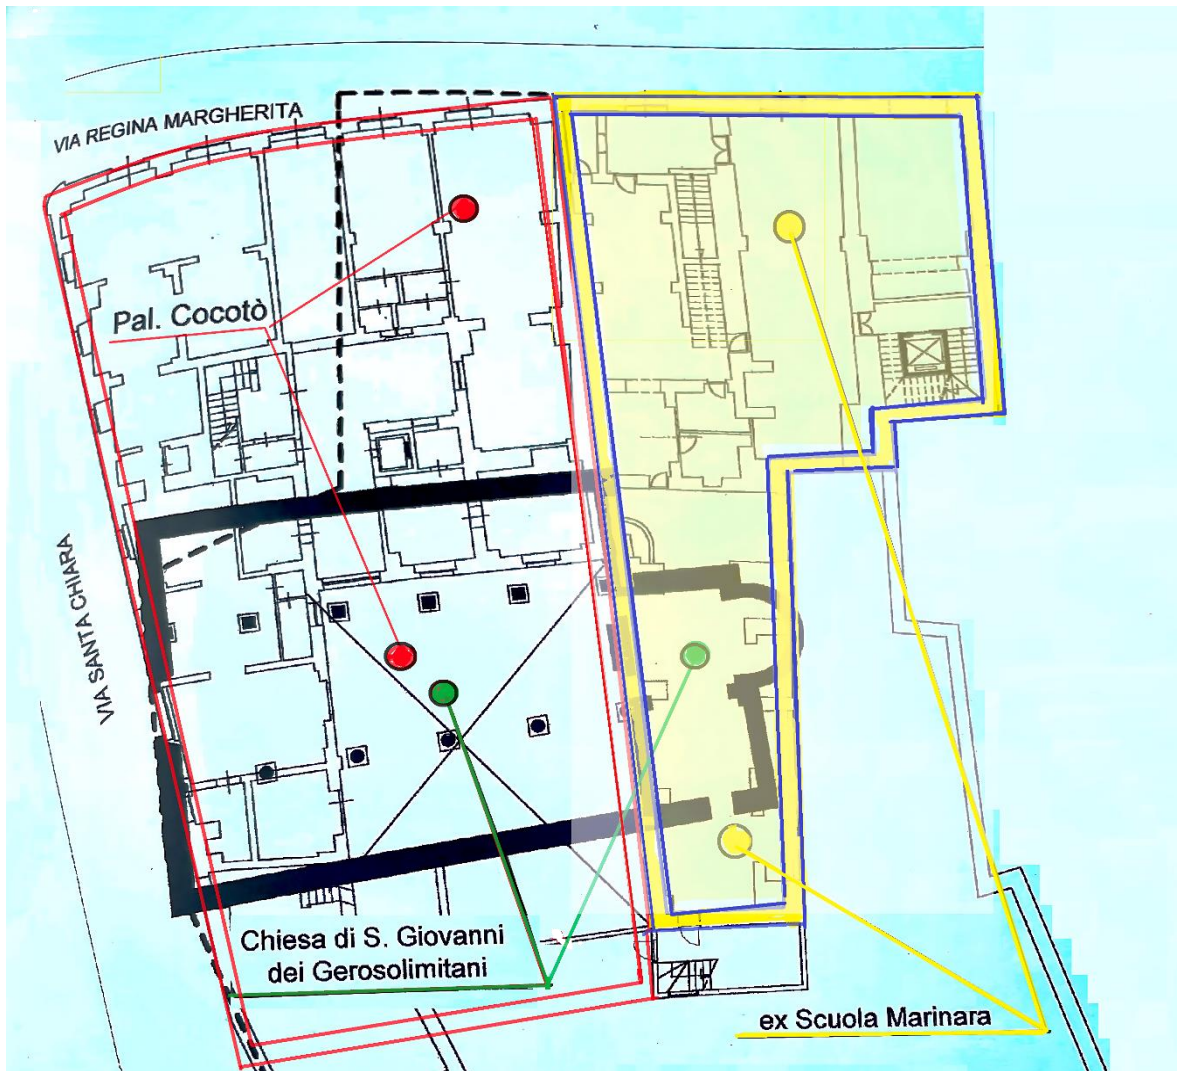 VIA REGINA MARGHERITA
Pal. Cocotò
VIA SANTA CHIARA
Chiesa di S. Giovanni
dei Gerosolimitani
ex Scuola Marinara